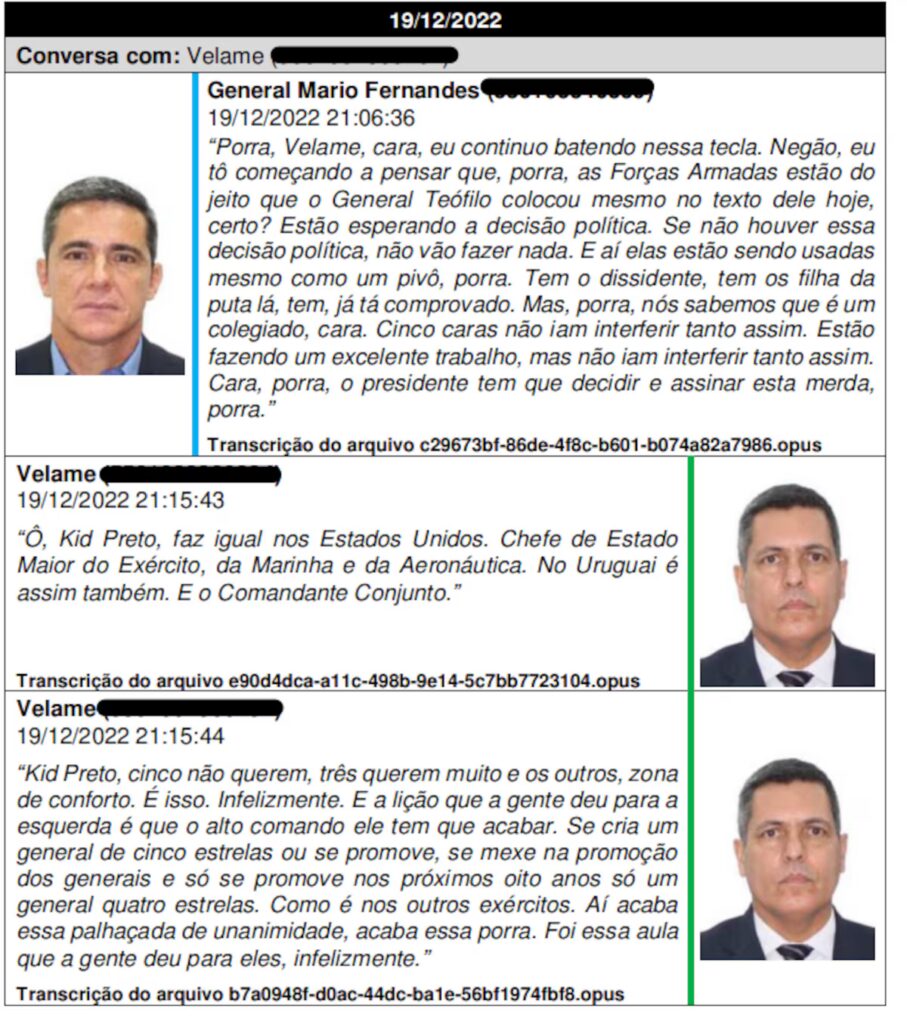 19/12/2022
Conversa com: Velame
General Mario Fernandes
19/12/2022 21:06:36
“Porra, Velame, cara, eu continuo batendo nessa tecla. Negão, eu
tô começando a pensar que, porra, as Forças Armadas estão do
jeito que o General Teófilo colocou mesmo no texto dele hoje,
certo? Estão esperando a decisão política. Se não houver essa
decisão política, não vão fazer nada. E aí elas estão sendo usadas
mesmo como um pivô, porra. Tem o dissidente, tem os filha da
puta lá, tem, já tá comprovado. Mas, porra, nós sabemos que é um
colegiado, cara. Cinco caras não iam interferir tanto assim. Estão
fazendo um excelente trabalho, mas não iam interferir tanto assim.
Cara, porra, o presidente tem que decidir e assinar esta merda,
porra.”
Transcrição do arquivo c29673bf-86de-4f8c-b601-b074a82a7986.opus
Velame
19/12/2022 21:15:43
“Ô, Kid Preto, faz igual nos Estados Unidos. Chefe de Estado
Maior do Exército, da Marinha e da Aeronáutica. No Uruguai é
assim também. E o Comandante Conjunto.”
Transcrição do arquivo e90d4dca-a11c-498b-9e14-5c7bb7723104.opus
Velame
19/12/2022 21:15:44
“Kid Preto, cinco não querem, três querem muito e os outros, zona
de conforto. É isso. Infelizmente. E a lição que a gente deu para a
esquerda é que o alto comando ele tem que acabar. Se cria um
general de cinco estrelas ou se promove, se mexe na promoção
dos generais e só se promove nos próximos oito anos só um
general quatro estrelas. Como é nos outros exércitos. Aí acaba
essa palhaçada de unanimidade, acaba essa porra. Foi essa aula
que a gente deu para eles, infelizmente.”
Transcrição do arquivo b7a0948f-d0ac-44dc-ba1e-56bf1974fbf8.opus